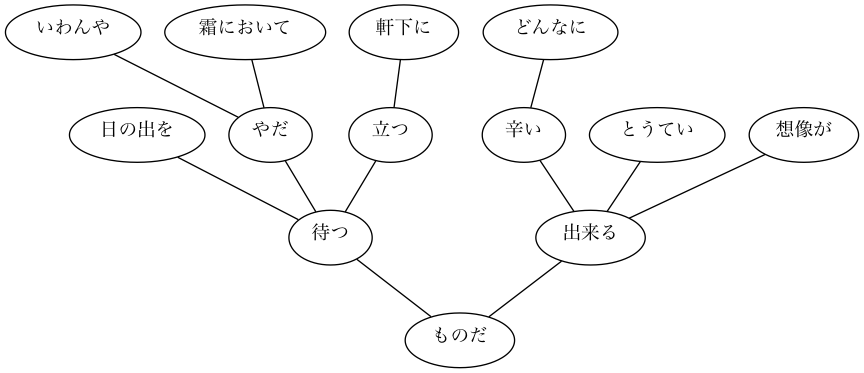 いわんや 霜において 軒下に どんなに
日の出を やだ 立つ 辛い とうてい 想像が
待つ 出来る
ものだ